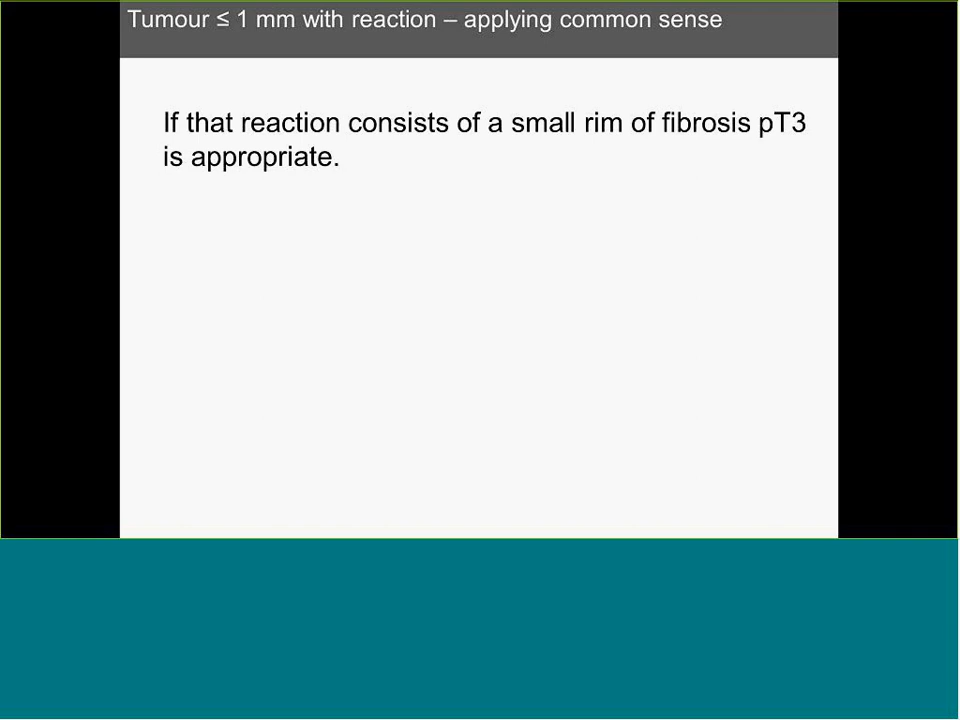 Tumour ≤ 1 mm with reaction – applying common sense
If that reaction consists of a small rim of fibrosis pT3
is appropriate.